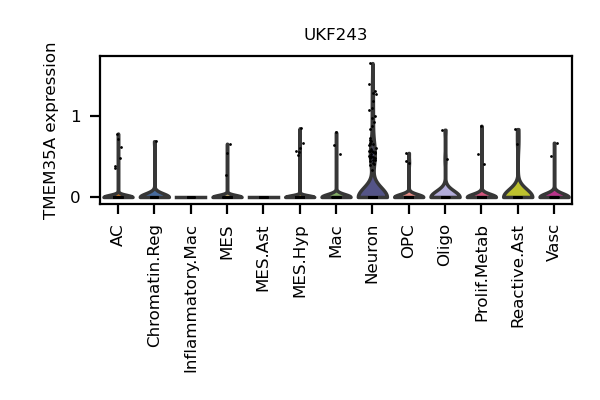 UKF243
TMEM35A expression
1
0
AC
Chromatin.Reg
Inflammatory.Mac
MES
MES.Ast
MES.Hyp
Mac
Neuron
OPC
Oligo
Prolif.Metab
Reactive.Ast
Vasc